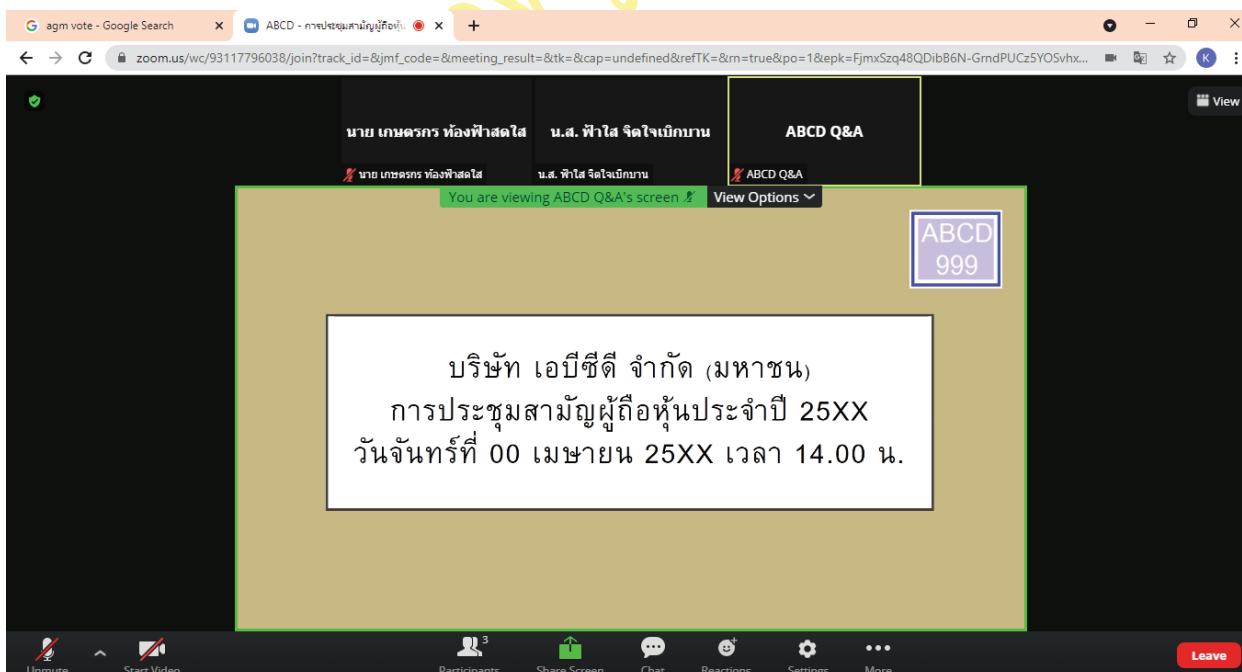 agm vote - Google Search
ABCD - การประชุมสามัญผู้ถือหุ้น
zoom.us/wc/93117796038/join?track_id=&jmf_code=&meeting_result=&tk=&cap=undefined&refTK=&rn=true&po=1&epk=FjmxSzq48QDibB6N-GrndPUCz5YOSvhx...
K
View
นาย เกษตรกร ท้องฟ้าสดใส
น.ส. ฟ้าใส จิตใจเบิกบาน
ABCD Q&A
นาย เกษตรกร ท้องฟ้าสดใส
น.ส. ฟ้าใส จิตใจเบิกบาน
ABCD Q&A
You are viewing ABCD Q&A's screen
View Options
ABCD
999
บริษัท เอบีซีดี จำกัด (มหาชน)
การประชุมสามัญผู้ถือหุ้นประจำปี 25XX
วันจันทร์ที่ 00 เมษายน 25XX เวลา 14.00 น.
3
Unmute
Start Video
Participants
Share Screen
Chat
Reactions
Settings
More
Leave